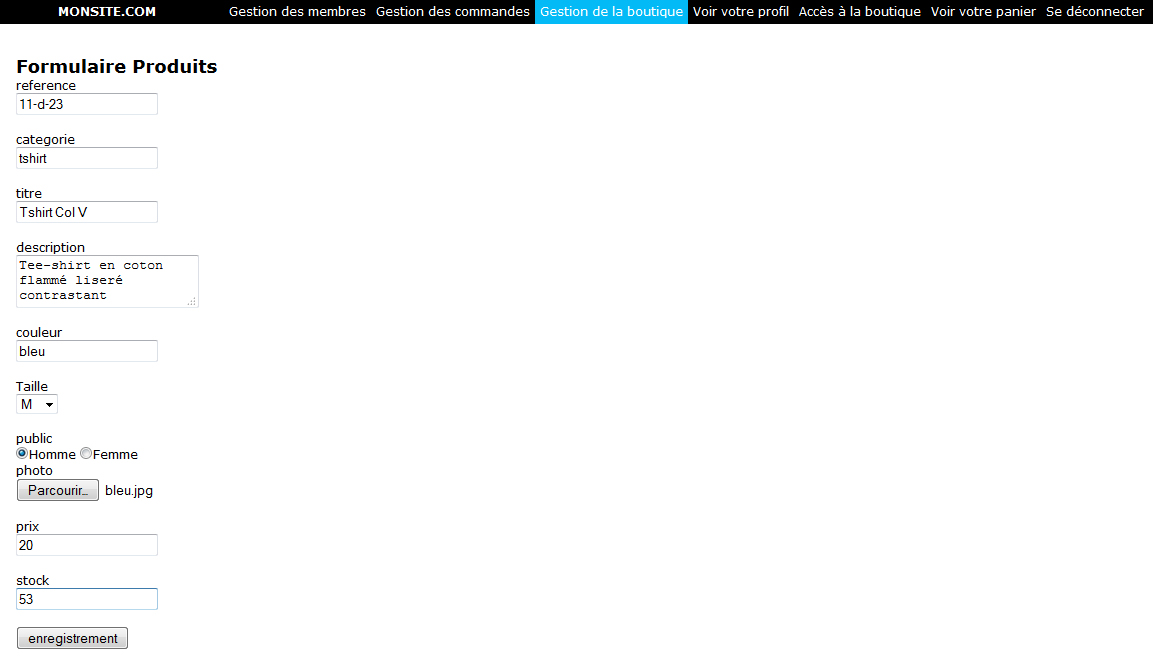 MONSITE.COM Gestion des membres Gestion des commandes Gestion de la boutique Voir votre profil Accès à la boutique Voir votre panier Se déconnecter
Formulaire Produits
reference
11-d-23
categorie
tshirt
titre
Tshirt Col V
description
Tee-shirt en coton
flammé liseré
contrastant
couleur
bleu
Taille
M
public
Homme Femme
photo
Parcourir… bleu.jpg
prix
20
stock
53
enregistrement